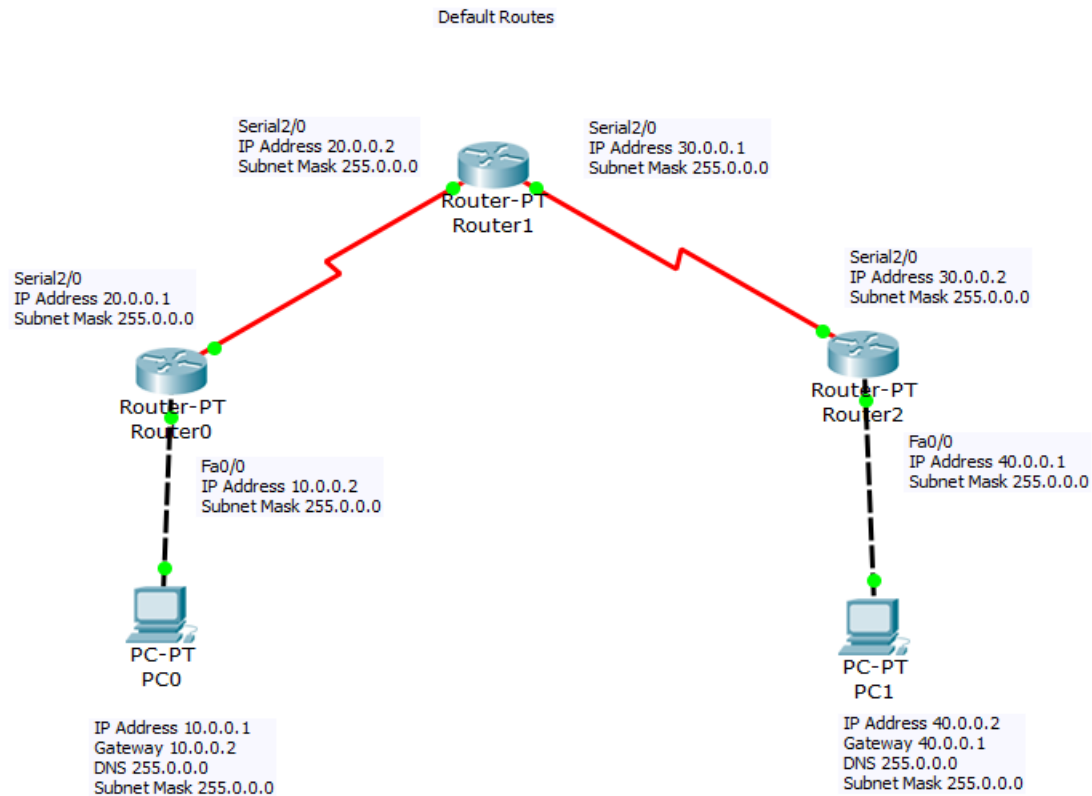 Default Routes
Serial2/0
IP Address 20.0.0.2
Subnet Mask 255.0.0.0
Serial2/0
IP Address 30.0.0.1
Subnet Mask 255.0.0.0
Router-PT
Router1
Serial2/0
IP Address 20.0.0.1
Subnet Mask 255.0.0.0
Serial2/0
IP Address 30.0.0.2
Subnet Mask 255.0.0.0
Router-PT
Router0
Router-PT
Router2
Fa0/0
IP Address 10.0.0.2
Subnet Mask 255.0.0.0
Fa0/0
IP Address 40.0.0.1
Subnet Mask 255.0.0.0
PC-PT
PC0
PC-PT
PC1
IP Address 10.0.0.1
Gateway 10.0.0.2
DNS 255.0.0.0
Subnet Mask 255.0.0.0
IP Address 40.0.0.2
Gateway 40.0.0.1
DNS 255.0.0.0
Subnet Mask 255.0.0.0